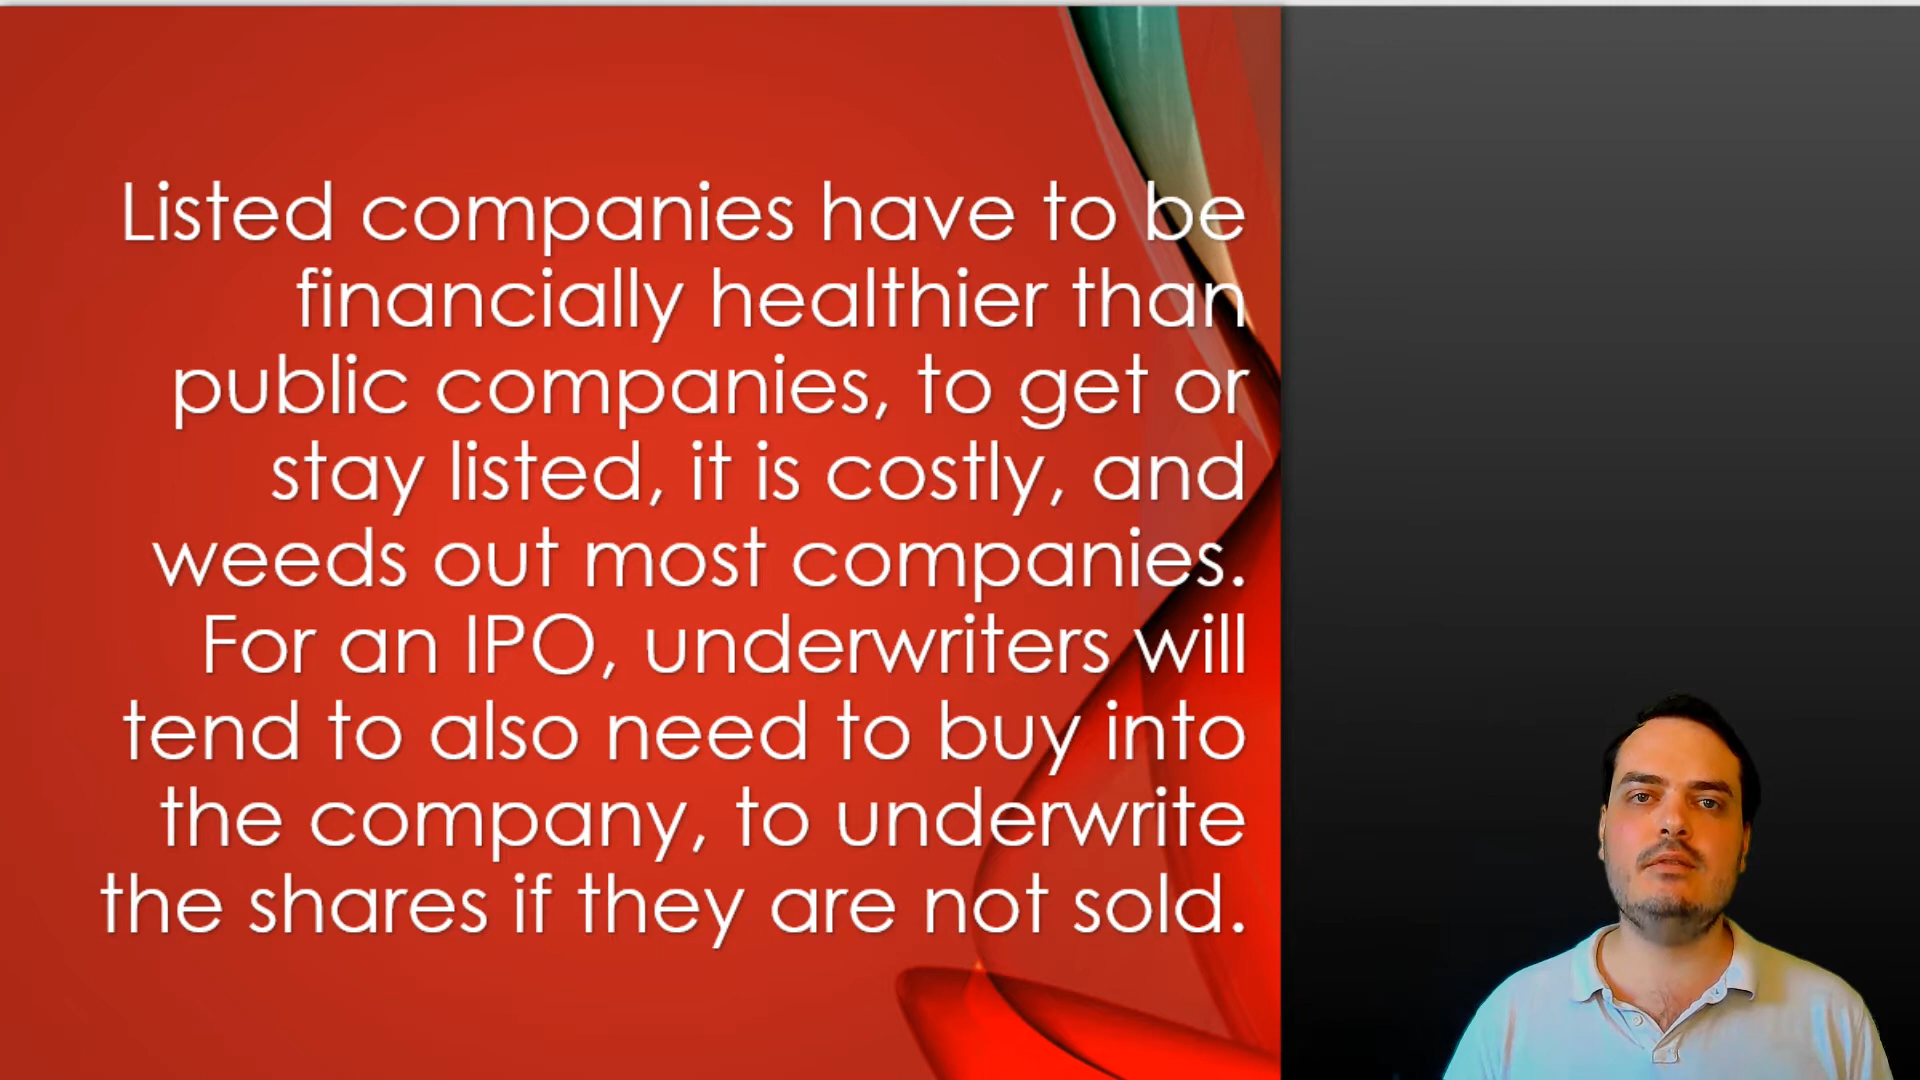 Listed companies have to be
financially healthier than
public companies, to get or
stay listed, it is costly, and
weeds out most companies.
For an IPO, underwriters will
tend to also need to buy into
the company, to underwrite
the shares if they are not sold.